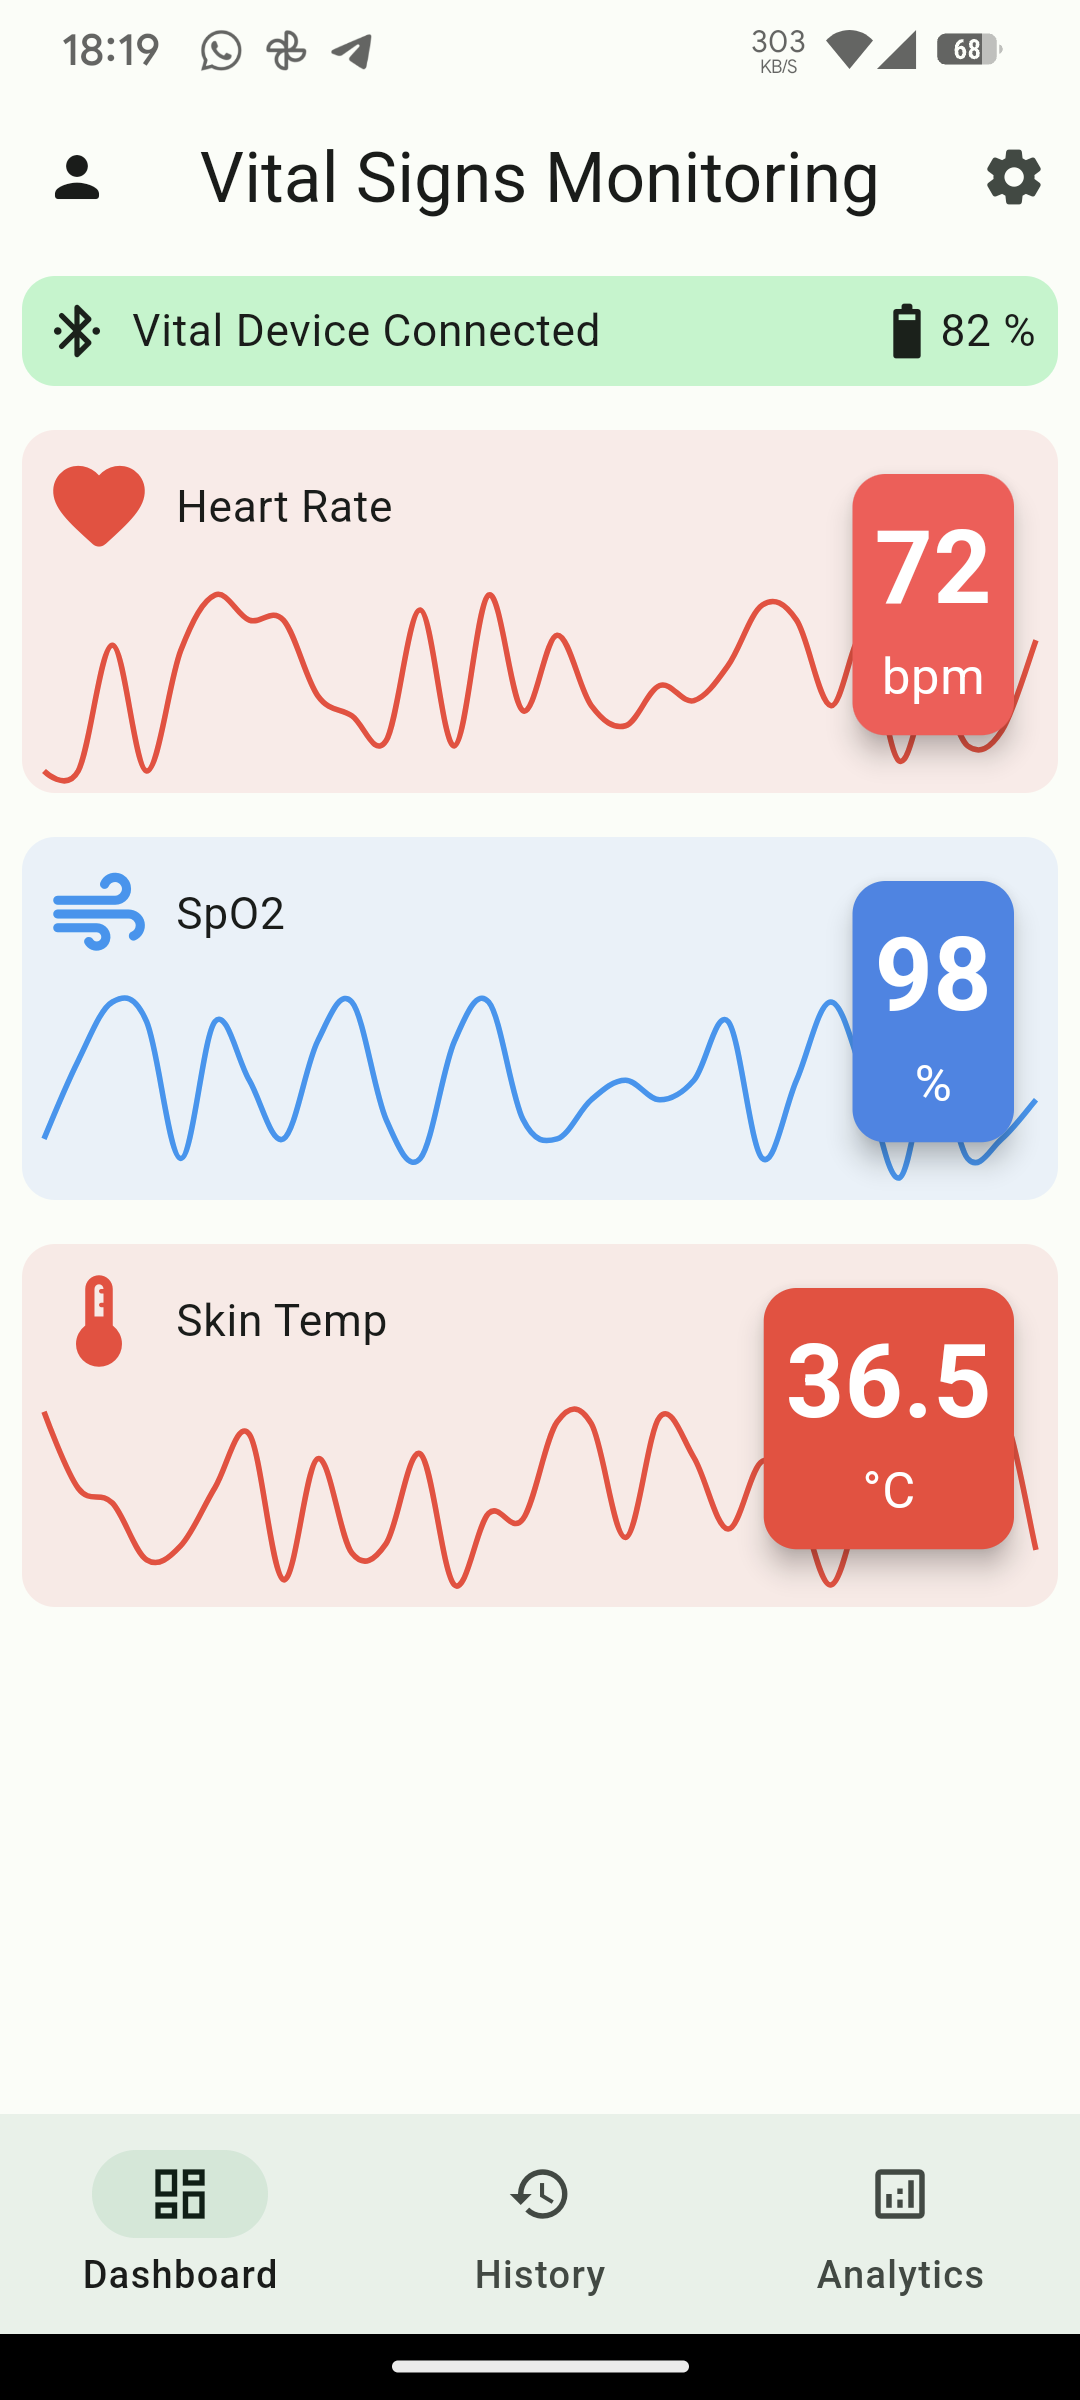 18:19 303 KB/S 68
Vital Signs Monitoring
Vital Device Connected 82 %
Heart Rate
72
bpm
SpO2
98
%
Skin Temp
36.5
°C
Dashboard History Analytics